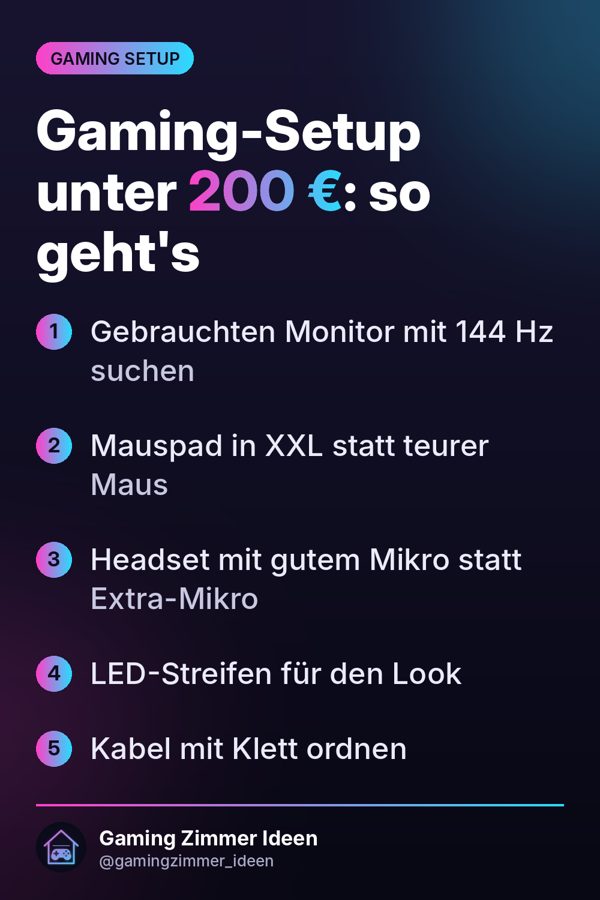 GAMING SETUP
Gaming-Setup
unter 200 €: so
geht's
1 Gebrauchten Monitor mit 144 Hz
suchen
2 Mauspad in XXL statt teurer
Maus
3 Headset mit gutem Mikro statt
Extra-Mikro
4 LED-Streifen für den Look
5 Kabel mit Klett ordnen
Gaming Zimmer Ideen
@gamingzimmer_ideen